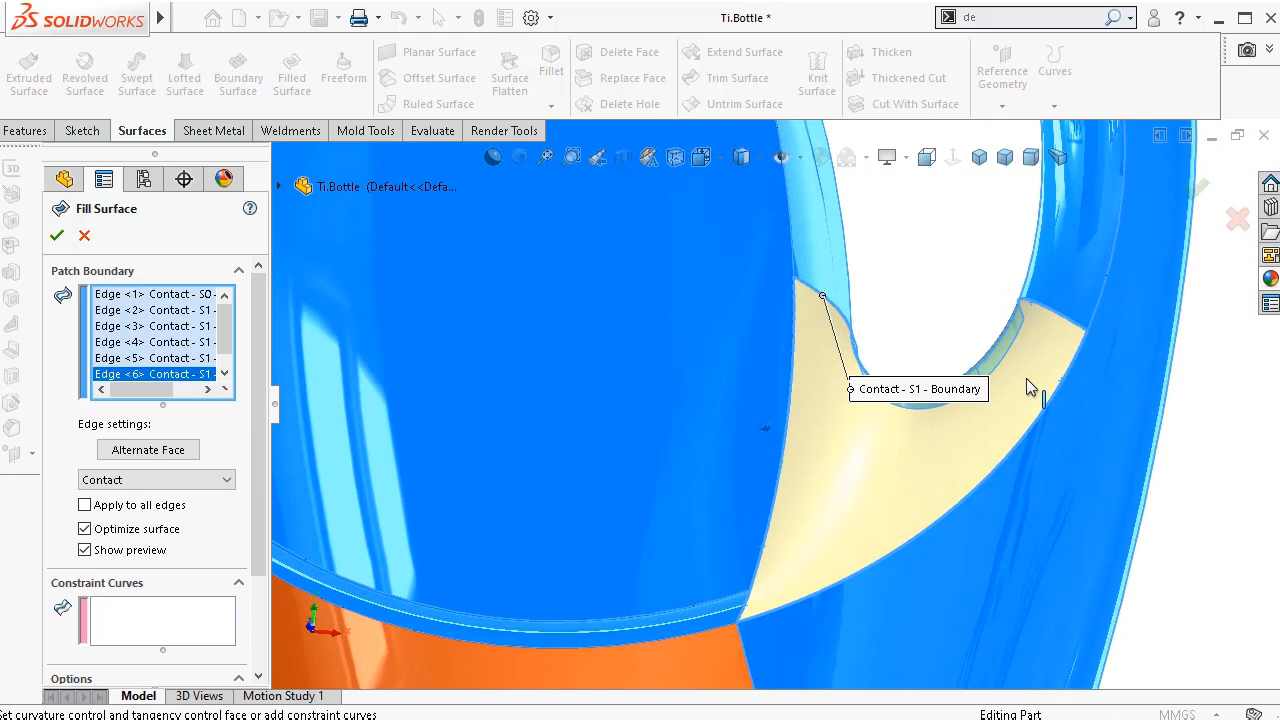 SOLIDWORKS
Ti.Bottle *
de
Extruded Surface
Revolved Surface
Swept Surface
Lofted Surface
Boundary Surface
Filled Surface
Freeform
Planar Surface
Offset Surface
Ruled Surface
Surface Flatten
Fillet
Delete Face
Replace Face
Delete Hole
Extend Surface
Trim Surface
Untrim Surface
Knit Surface
Thicken
Thickened Cut
Cut With Surface
Reference Geometry
Curves
Features
Sketch
Surfaces
Sheet Metal
Weldments
Mold Tools
Evaluate
Render Tools
Ti.Bottle (Default<<Defa...
Fill Surface
Patch Boundary
Edge <1> Contact - S0-
Edge <2> Contact - S1-
Edge <3> Contact - S1-
Edge <4> Contact - S1-
Edge <5> Contact - S1-
Edge <6> Contact - S1-
Edge settings:
Alternate Face
Contact
Apply to all edges
Optimize surface
Show preview
Constraint Curves
Options
Contact - S1 - Boundary
Model
3D Views
Motion Study 1
Set curvature control and tangency control face or add constraint curves
Editing Part
MMGS